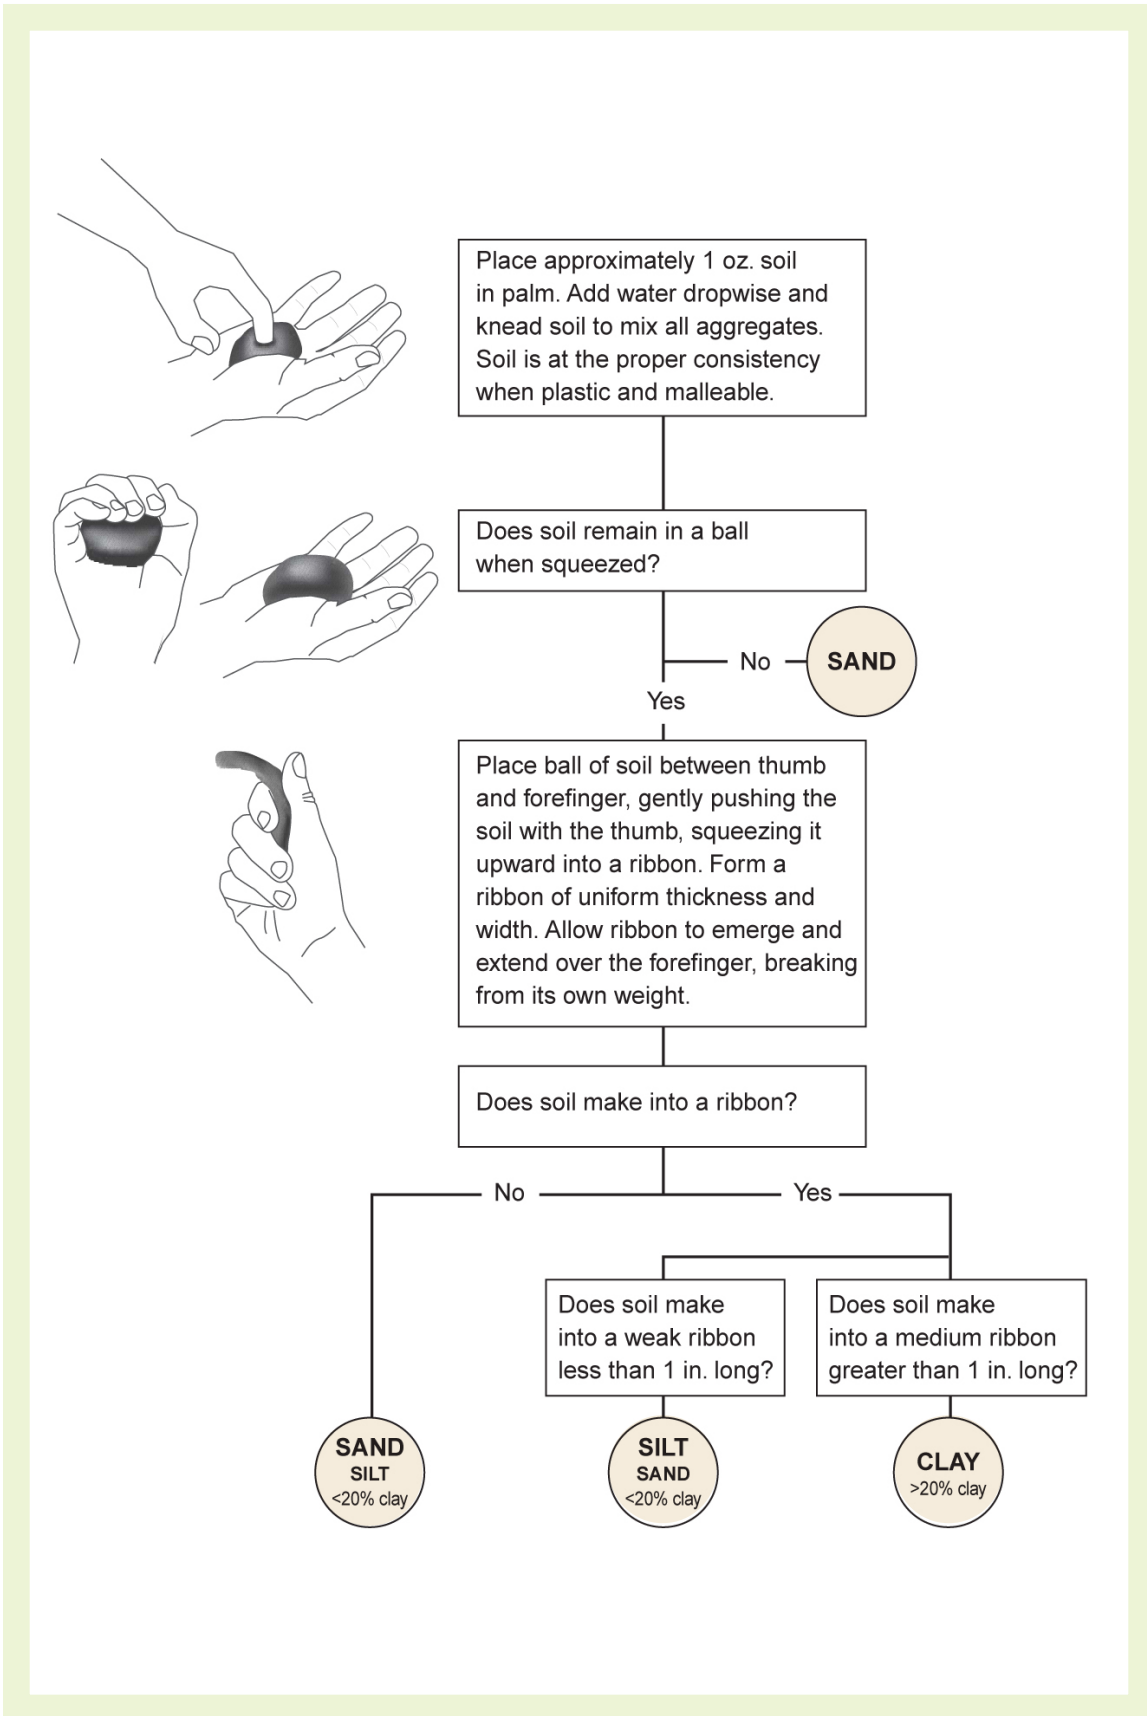 Place approximately 1 oz. soil
in palm. Add water dropwise and
knead soil to mix all aggregates.
Soil is at the proper consistency
when plastic and malleable.
Does soil remain in a ball
when squeezed?
No
SAND
Yes
Place ball of soil between thumb
and forefinger, gently pushing the
soil with the thumb, squeezing it
upward into a ribbon. Form a
ribbon of uniform thickness and
width. Allow ribbon to emerge and
extend over the forefinger, breaking
from its own weight.
Does soil make into a ribbon?
No
Yes
Does soil make
into a weak ribbon
less than 1 in. long?
Does soil make
into a medium ribbon
greater than 1 in. long?
SAND
SILT
<20% clay
SILT
SAND
<20% clay
CLAY
>20% clay